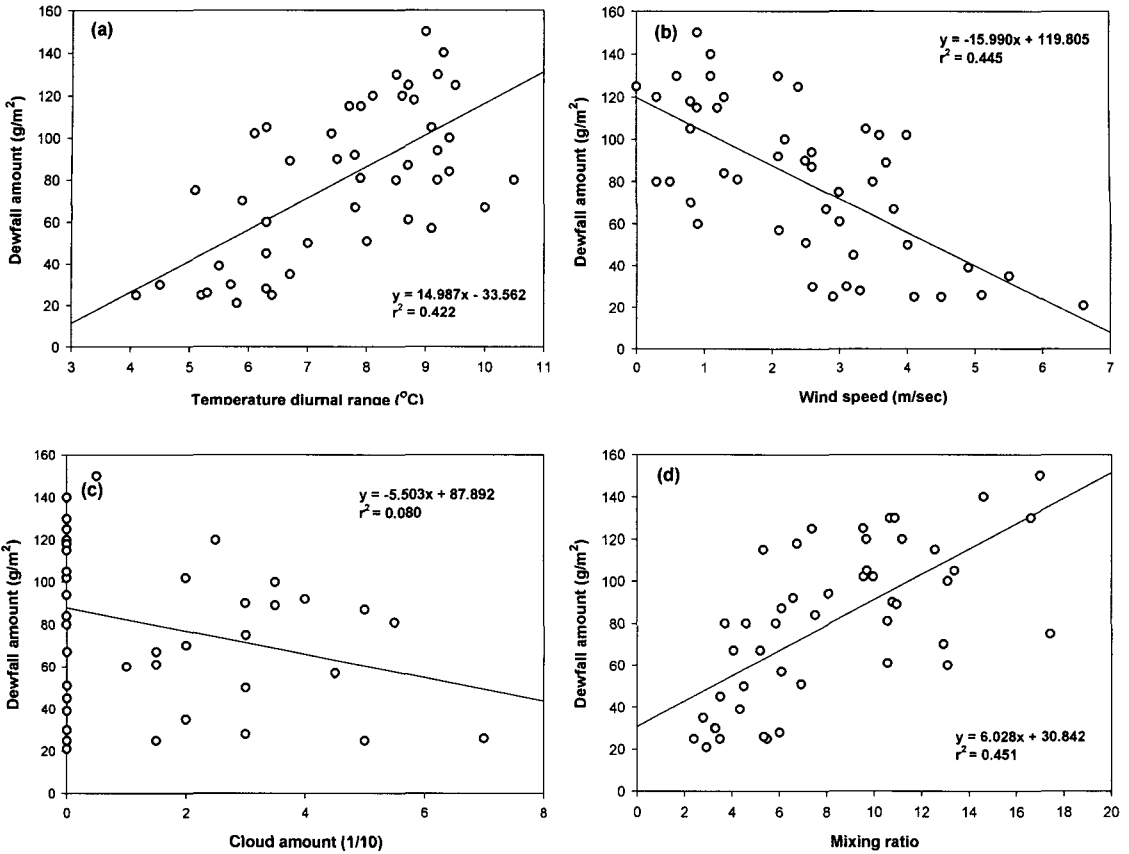 (a)
160
140
120
100
80
60
40
20
0
Dewfall amount (g/m²)
y = 14.987x - 33.562
r² = 0.422
3 4 5 6 7 8 9 10 11
Temperature diurnal range (°C)
(b)
160
140
120
100
80
60
40
20
0
Dewfall amount (g/m²)
y = -15.990x + 119.805
r² = 0.445
0 1 2 3 4 5 6 7
Wind speed (m/sec)
(c)
160
140
120
100
80
60
40
20
0
Dewfall amount (g/m²)
y = -5.503x + 87.892
r² = 0.080
0 2 4 6 8
Cloud amount (1/10)
(d)
160
140
120
100
80
60
40
20
0
Dewfall amount (g/m²)
y = 6.028x + 30.842
r² = 0.451
0 2 4 6 8 10 12 14 16 18 20
Mixing ratio